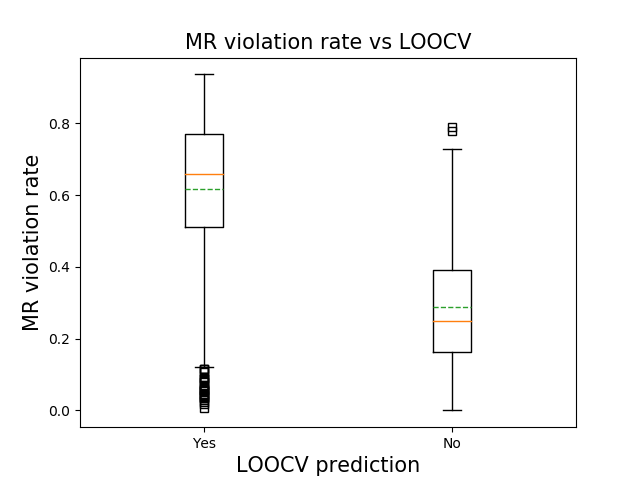 MR violation rate vs LOOCV
MR violation rate
0.8
0.6
0.4
0.2
0.0
Yes
No
LOOCV prediction